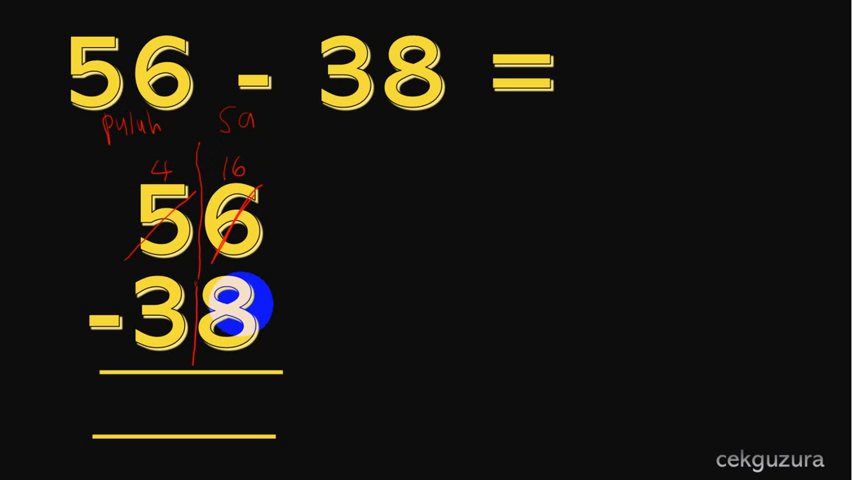 56 - 38 =
puluh sa
4 16
56
-38
cekguzura